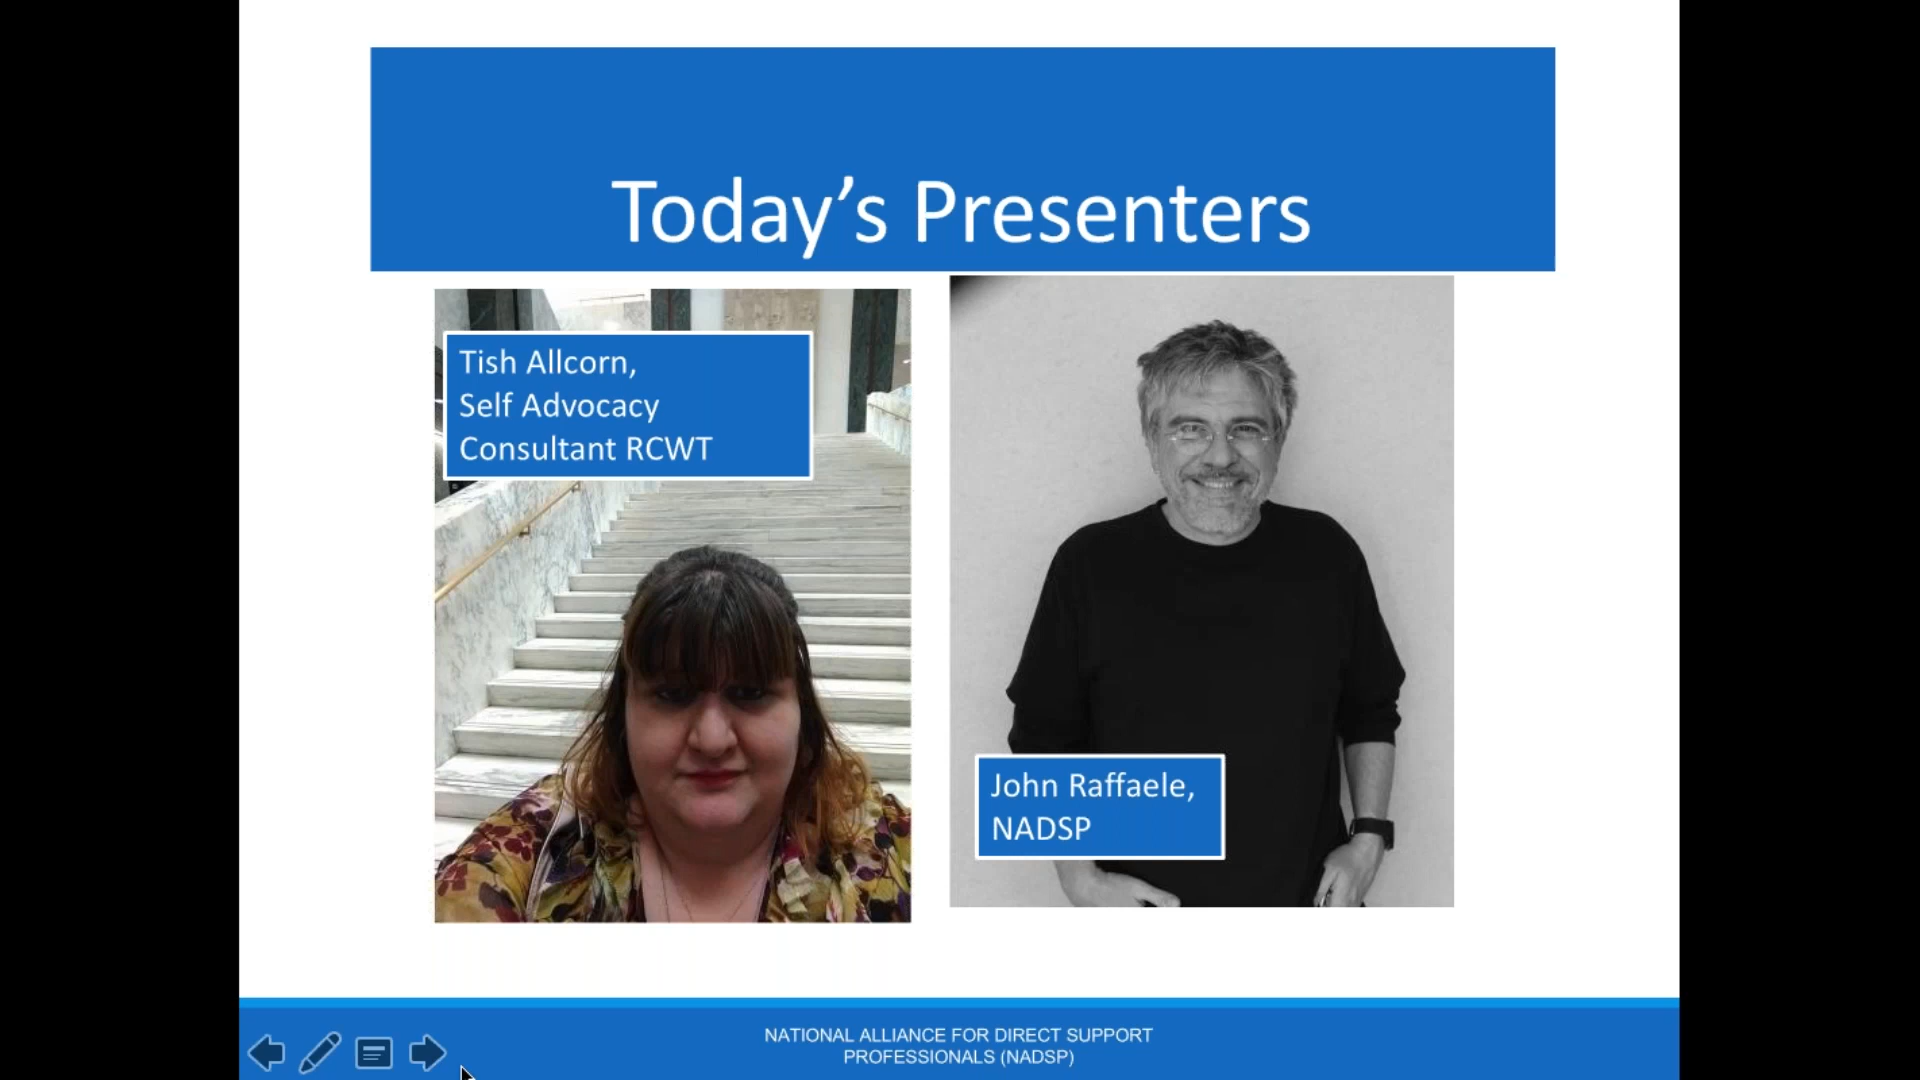 Today’s Presenters
Tish Allcorn,
Self Advocacy
Consultant RCWT
John Raffaele,
NADSP
NATIONAL ALLIANCE FOR DIRECT SUPPORT
PROFESSIONALS (NADSP)